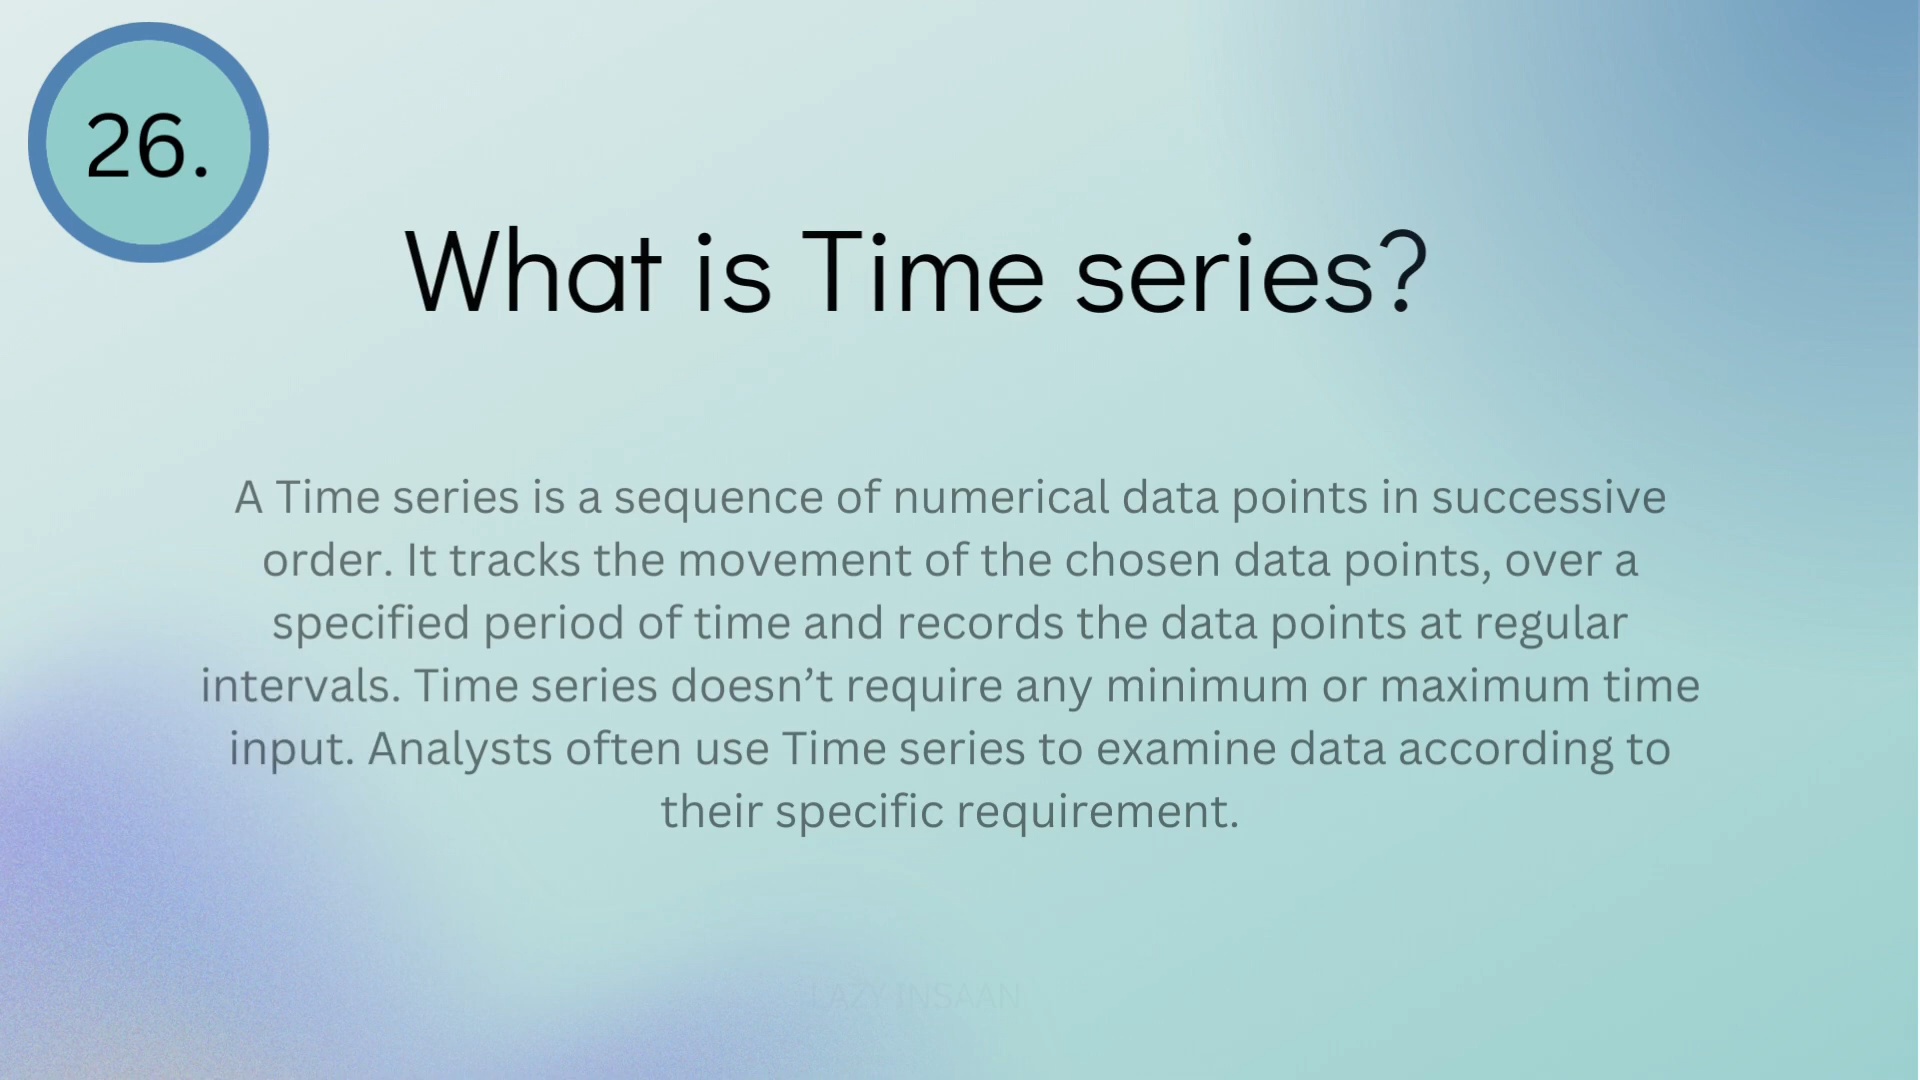 26.
What is Time series?
A Time series is a sequence of numerical data points in successive
order. It tracks the movement of the chosen data points, over a
specified period of time and records the data points at regular
intervals. Time series doesn’t require any minimum or maximum time
input. Analysts often use Time series to examine data according to
their specific requirement.
LAZY INSAAN